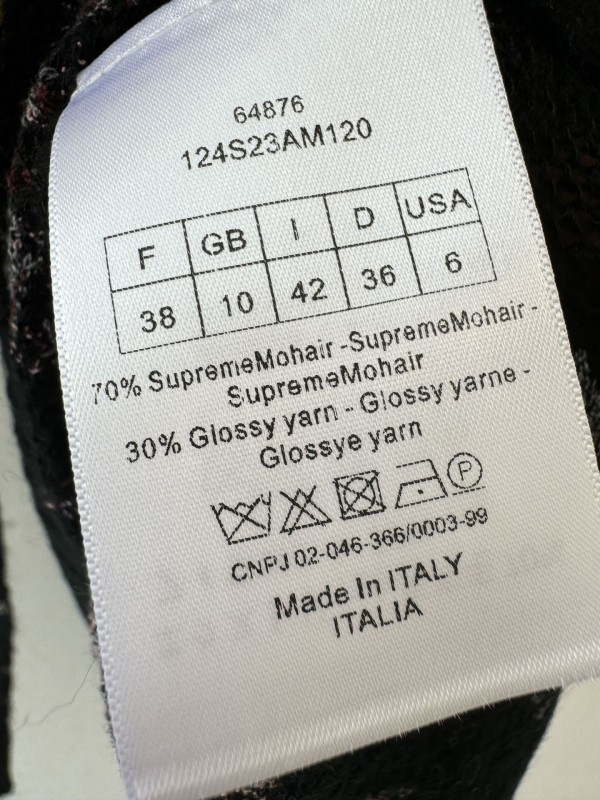 64876
124S23AM120
F GB I D USA
38 10 42 36 6
70% SupremeMohair -SupremeMohair -
SupremeMohair
30% Glossy yarn - Glossy yarne -
Glossye yarn
P
CNPJ 02-046-366/0003-99
Made In ITALY
ITALIA